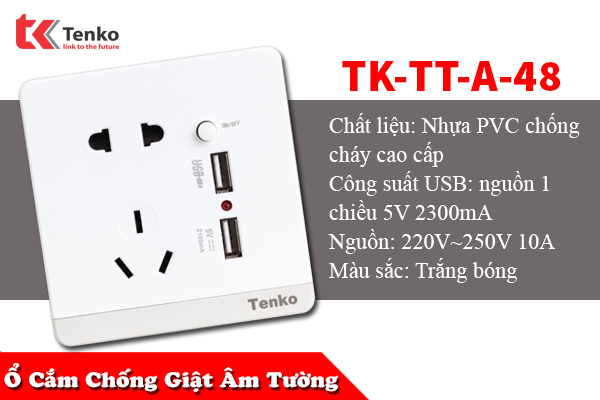 Tenko
link to the future
TK-TT-A-48
Chất liệu: Nhựa PVC chống
cháy cao cấp
Công suất USB: nguồn 1
chiều 5V 2300mA
Nguồn: 220V~250V 10A
Màu sắc: Trắng bóng
ON/OFF
USB
5V
2100mA
Tenko
Ổ Cắm Chống Giật Âm Tường